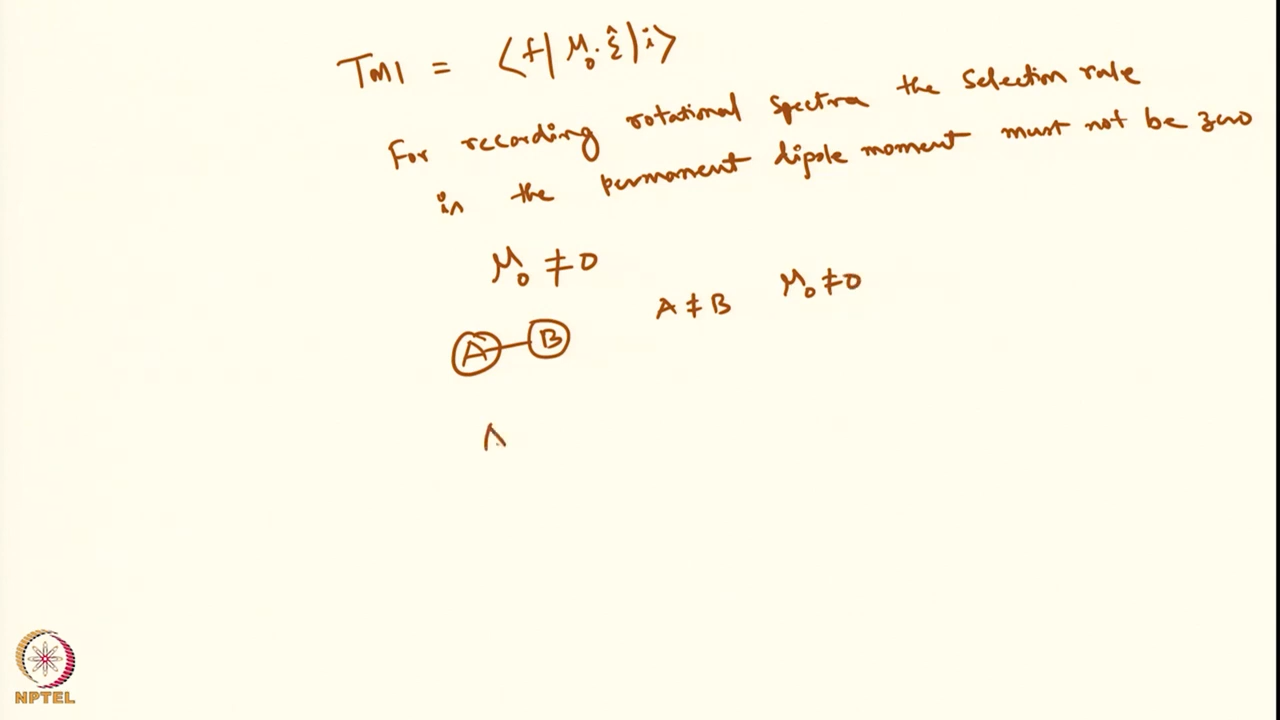 TMI = ⟨f| μ₀·ε̂ |i⟩
For recording rotational spectra the selection rule
is the permanent dipole moment must not be zero
μ₀ ≠ 0
A ≠ B μ₀ ≠ 0
A B
A
NPTEL